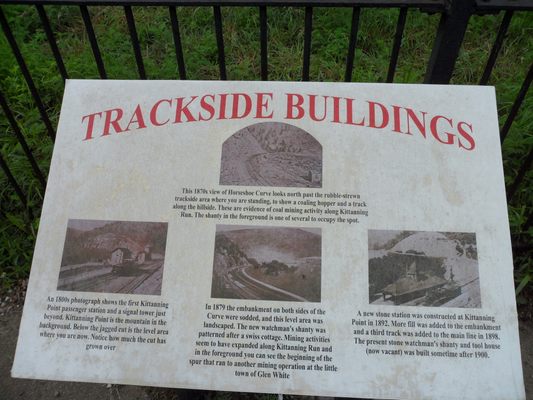 TRACKSIDE BUILDINGS
This 1870s view of Horseshoe Curve looks north past the rubble-strewn
trackside area where you are standing, to show a coaling hopper and a track
along the hillside. These are evidence of coal mining activity along Kittanning
Run. The shanty in the foreground is one of several to occupy the spot.
An 1800s photograph shows the first Kittanning
Point passenger station and a signal tower just
beyond. Kittanning Point is the mountain in the
background. Below the jagged cut is the level area
where you are now. Notice how much the cut has
grown over
In 1879 the embankment on both sides of the
Curve were sodded, and this level area was
landscaped. The new watchman's shanty was
patterned after a swiss cottage. Mining activities
seem to have expanded along Kittanning Run and
in the foreground you can see the beginning of the
spur that ran to another mining operation at the little
town of Glen White
A new stone station was constructed at Kittanning
Point in 1892. More fill was added to the embankment
and a third track was added to the main line in 1898.
The present stone watchman's shanty and tool house
(now vacant) was built sometime after 1900.